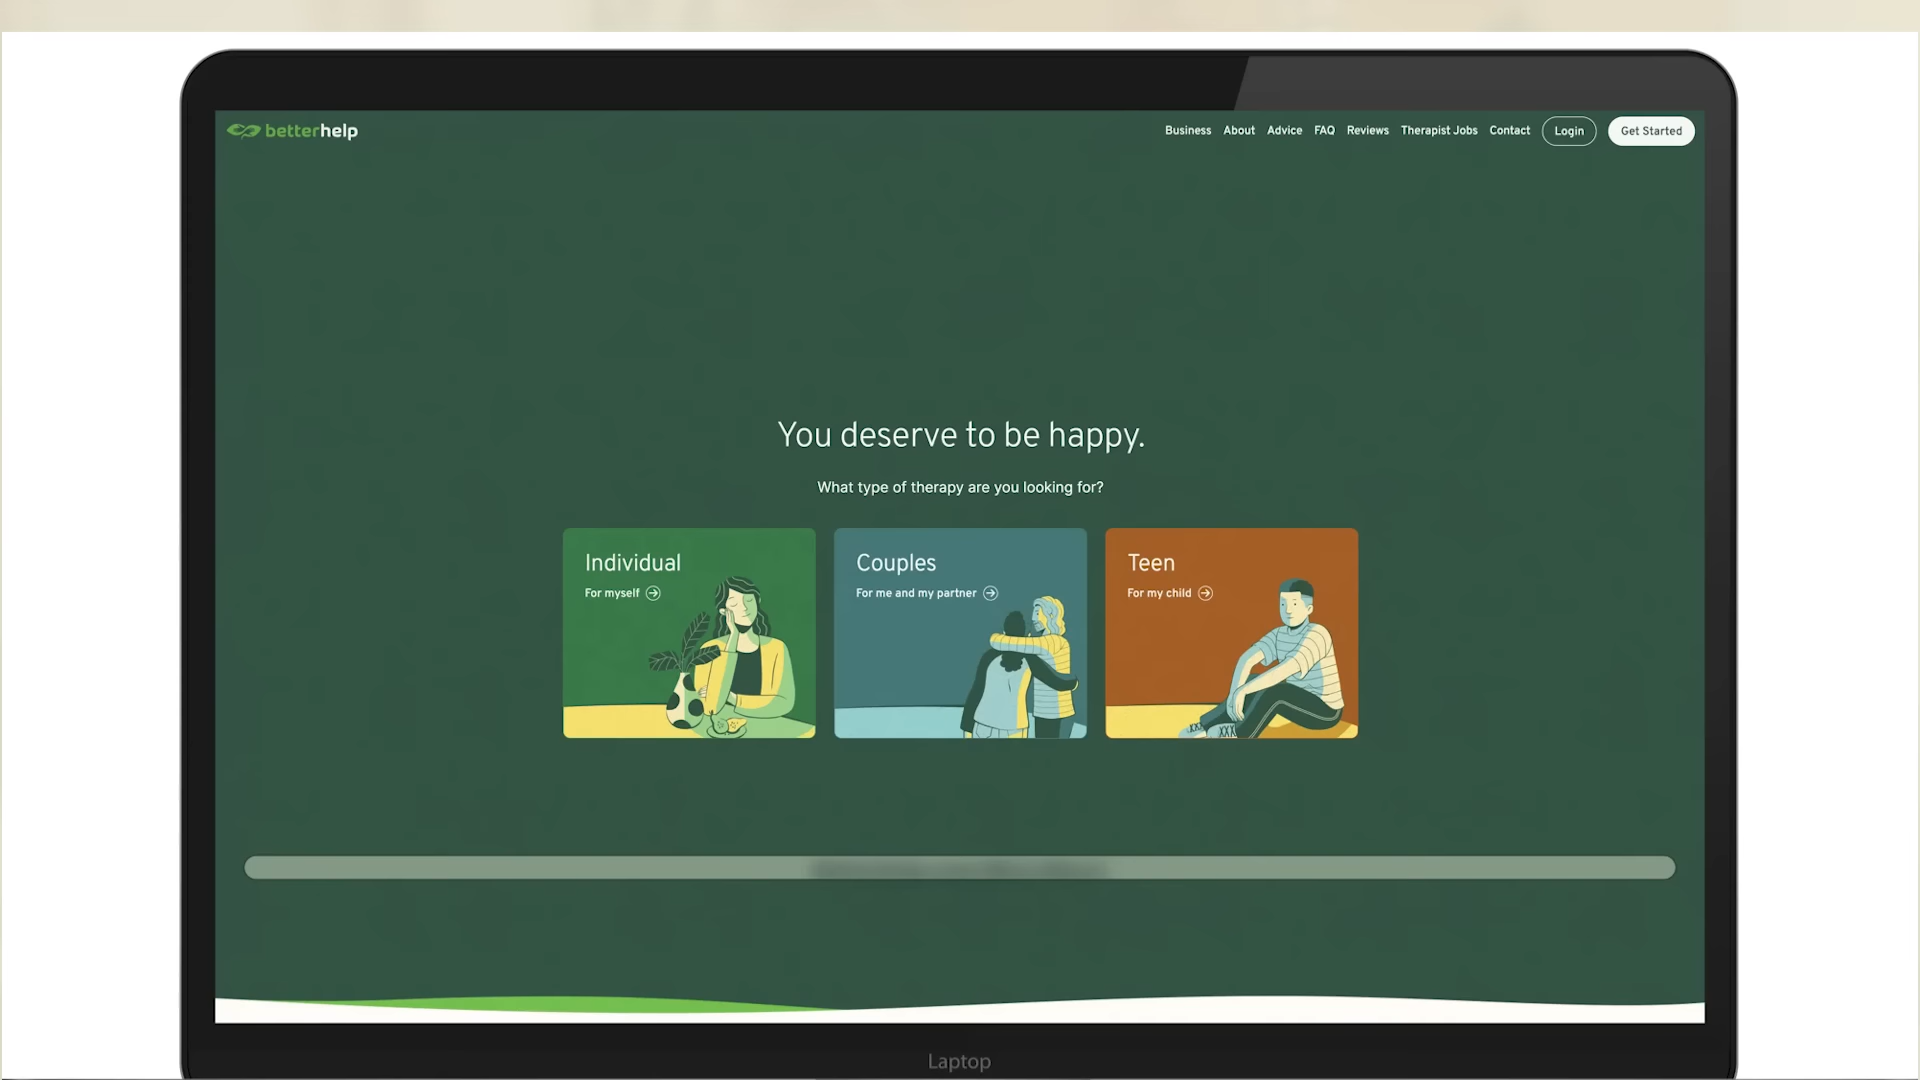 betterhelp
Business About Advice FAQ Reviews Therapist Jobs Contact Login Get Started
You deserve to be happy.
What type of therapy are you looking for?
Individual
For myself
Couples
For me and my partner
Teen
For my child
Laptop